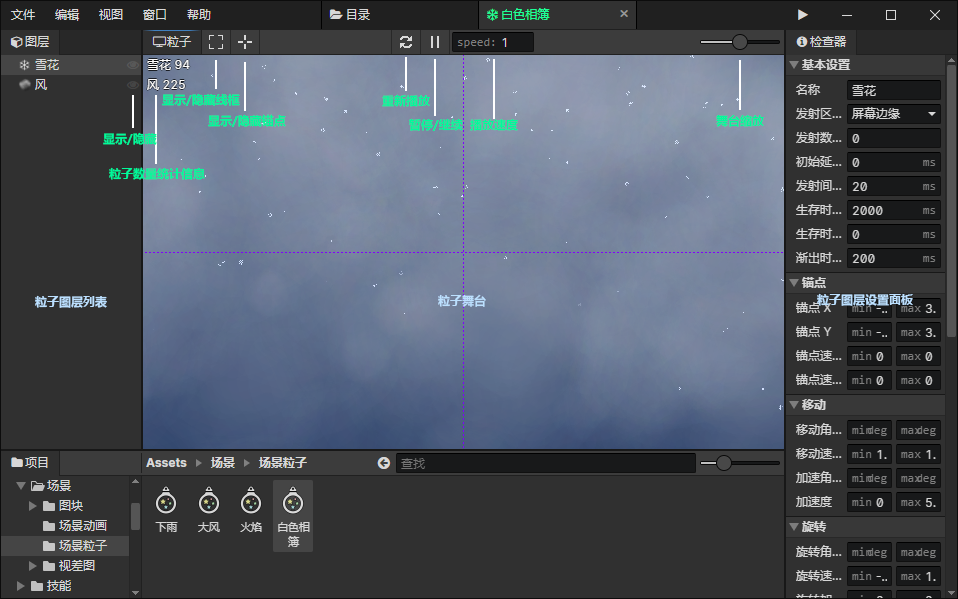 文件 编辑 视图 窗口 帮助 目录 白色相簿
图层 粒子 speed: 1 检查器
雪花
风
雪花 94
风 225
显示/隐藏线框
显示/隐藏锚点
显示/隐藏
粒子数量统计信息
重新播放
暂停/继续
播放速度
舞台缩放
粒子图层列表
粒子舞台
粒子图层设置面板
基本设置
名称 雪花
发射区... 屏幕边缘
发射数... 0
初始延... 0 ms
发射间... 20 ms
生存时... 2000 ms
生存时... 0 ms
渐出时... 200 ms
锚点
锚点 X min -.. max 3.
锚点 Y min -.. max 3.
锚点速... min 0 max 0
锚点速... min 0 max 0
移动
移动角... min deg max deg
移动速... min 1. max 1.
加速角... min deg max deg
加速度 min 0 max 5.
旋转
旋转角... min deg max deg
旋转速... min -.. max 1.
项目
场景
图块
场景动画
场景粒子
视差图
技能
Assets 场景 场景粒子 查找
下雨 大风 火焰 白色相簿